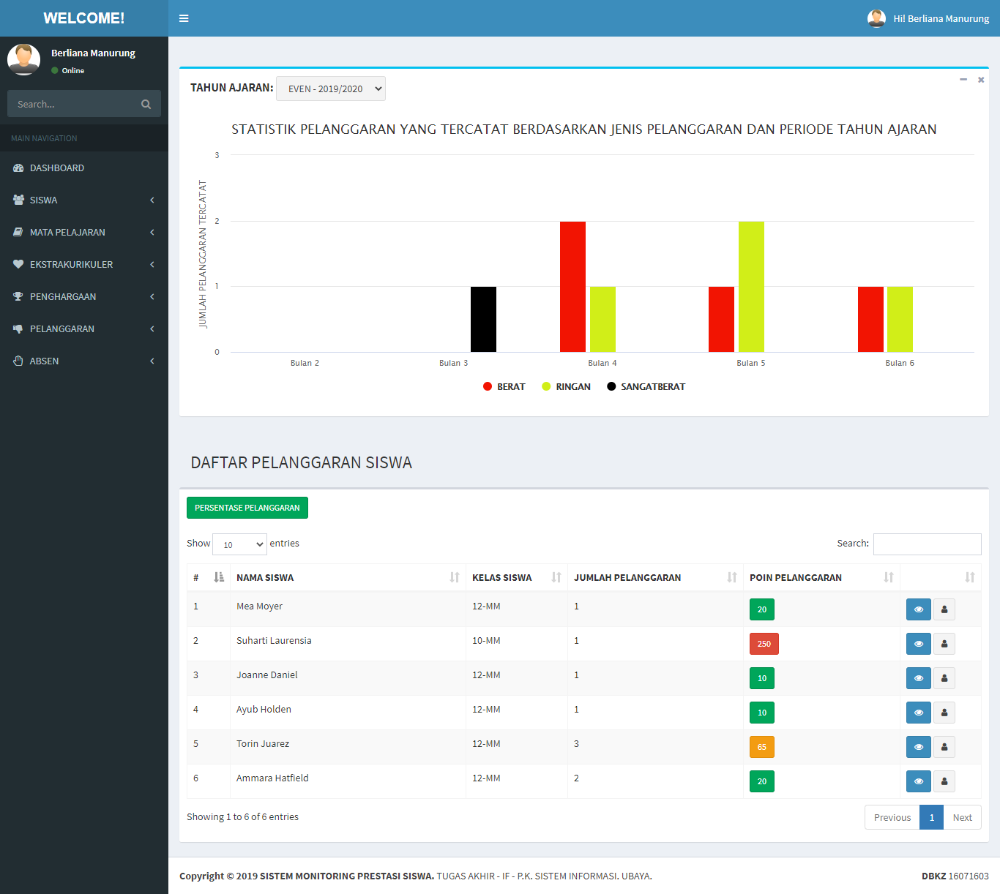 WELCOME!
Hi! Berliana Manurung
Berliana Manurung
Online
Search...
MAIN NAVIGATION
DASHBOARD
SISWA
MATA PELAJARAN
EKSTRAKURIKULER
PENGHARGAAN
PELANGGARAN
ABSEN
TAHUN AJARAN: EVEN - 2019/2020
STATISTIK PELANGGARAN YANG TERCATAT BERDASARKAN JENIS PELANGGARAN DAN PERIODE TAHUN AJARAN
JUMLAH PELANGGARAN TERCATAT
3
2
1
0
Bulan 2 Bulan 3 Bulan 4 Bulan 5 Bulan 6
BERAT RINGAN SANGATBERAT
DAFTAR PELANGGARAN SISWA
PERSENTASE PELANGGARAN
Show 10 entries Search:
# NAMA SISWA KELAS SISWA JUMLAH PELANGGARAN POIN PELANGGARAN
1 Mea Moyer 12-MM 1 20
2 Suharti Laurensia 10-MM 1 250
3 Joanne Daniel 12-MM 1 10
4 Ayub Holden 12-MM 1 10
5 Torin Juarez 12-MM 3 65
6 Ammara Hatfield 12-MM 2 20
Showing 1 to 6 of 6 entries Previous 1 Next
Copyright © 2019 SISTEM MONITORING PRESTASI SISWA. TUGAS AKHIR - IF - P.K. SISTEM INFORMASI. UBAYA. DBKZ 16071603